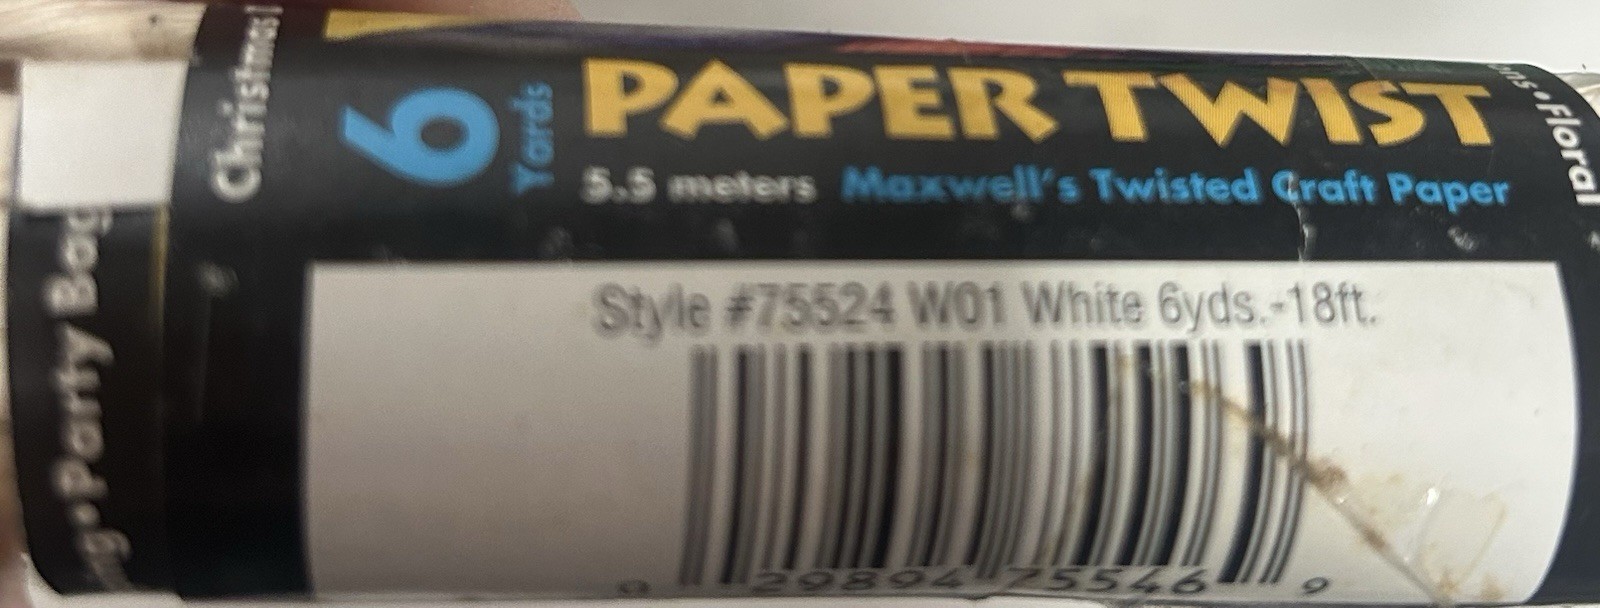 Christmas
6
Yards
PAPER TWIST
5.5 meters Maxwell's Twisted Craft Paper
Floral
Party Bag
Style #75524 W01 White 6yds.-18ft.
0 29894 75546 9